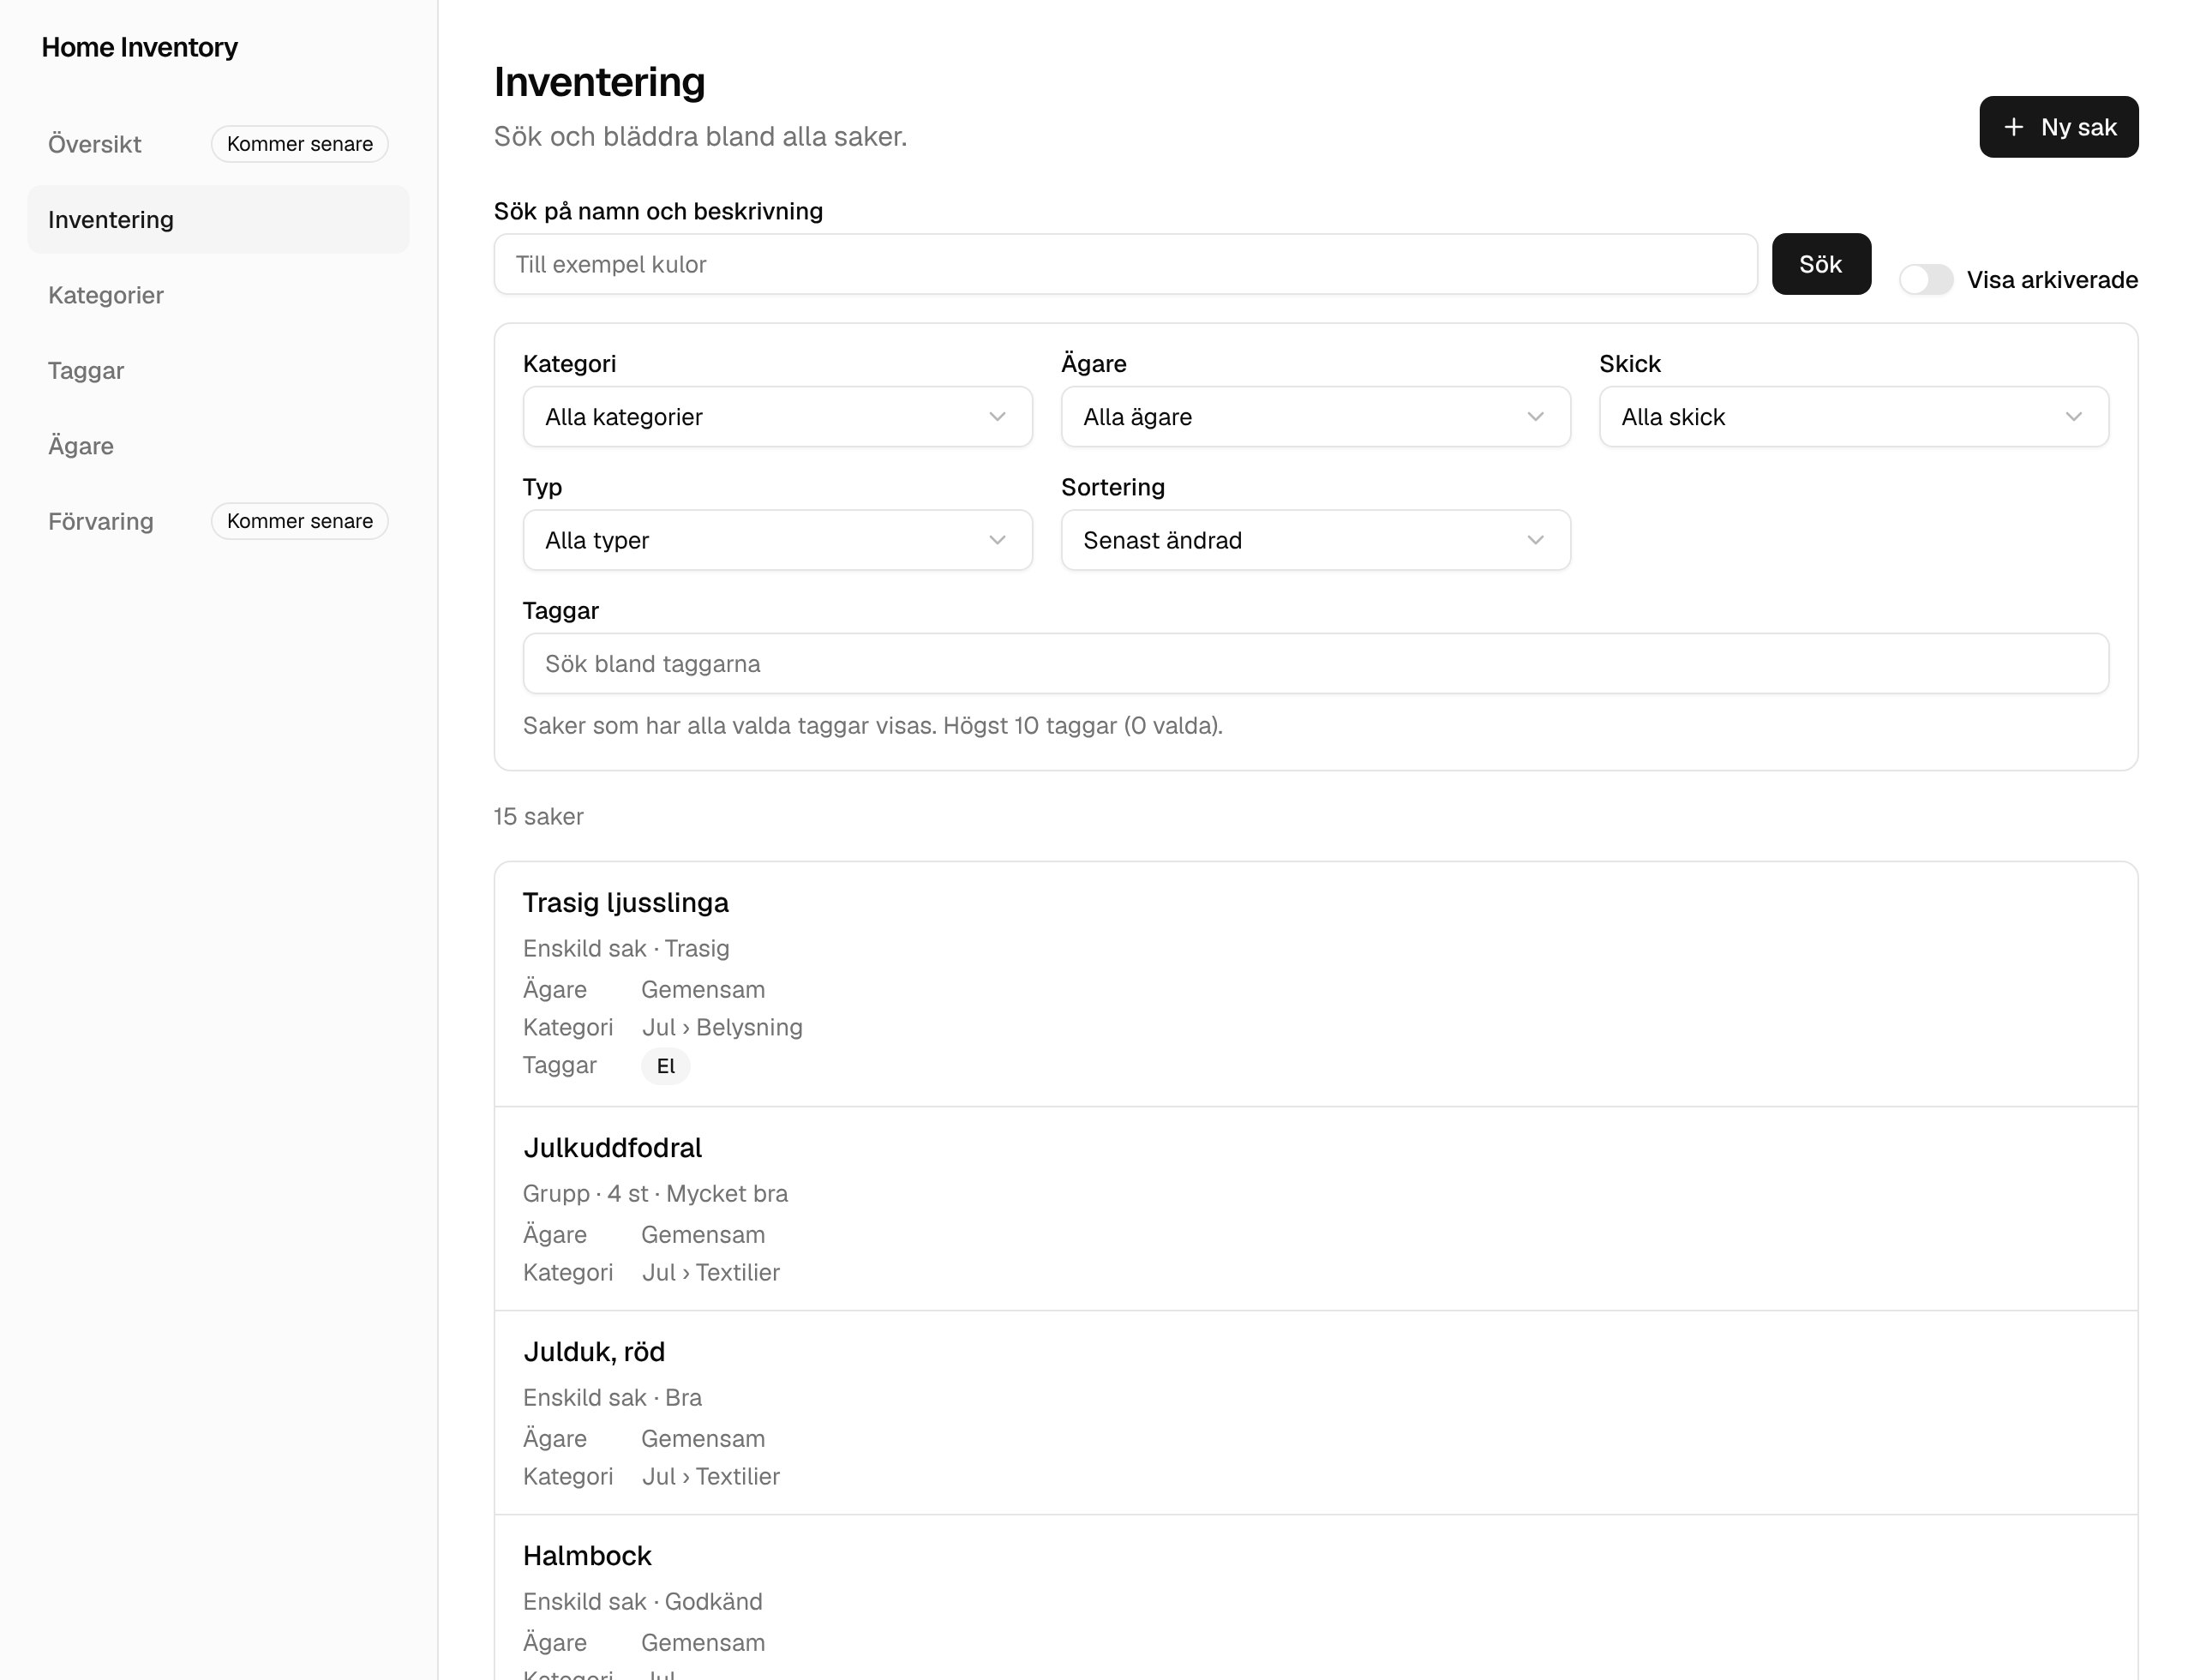 Home Inventory
Översikt Kommer senare
Inventering
Kategorier
Taggar
Ägare
Förvaring Kommer senare
Inventering
Sök och bläddra bland alla saker.
+ Ny sak
Sök på namn och beskrivning
Till exempel kulor
Sök
Visa arkiverade
Kategori
Alla kategorier
Ägare
Alla ägare
Skick
Alla skick
Typ
Alla typer
Sortering
Senast ändrad
Taggar
Sök bland taggarna
Saker som har alla valda taggar visas. Högst 10 taggar (0 valda).
15 saker
Trasig ljusslinga
Enskild sak · Trasig
Ägare Gemensam
Kategori Jul › Belysning
Taggar El
Julkuddfodral
Grupp · 4 st · Mycket bra
Ägare Gemensam
Kategori Jul › Textilier
Julduk, röd
Enskild sak · Bra
Ägare Gemensam
Kategori Jul › Textilier
Halmbock
Enskild sak · Godkänd
Ägare Gemensam
Kategori Jul